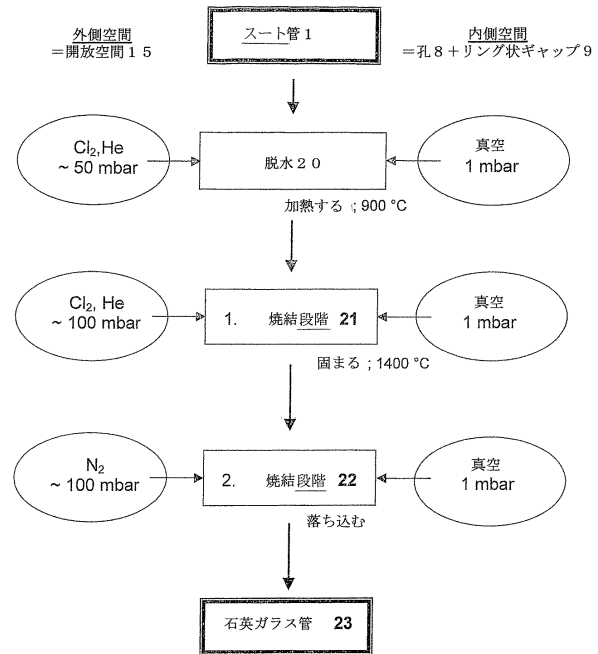 外側空間
=開放空間15
スート管1
内側空間
=孔8+リング状ギャップ9
Cl₂,He
~ 50 mbar
脱水20
真空
1 mbar
加熱する ; 900 °C
Cl₂, He
~ 100 mbar
1. 焼結段階 21
真空
1 mbar
固まる ; 1400 °C
N₂
~ 100 mbar
2. 焼結段階 22
真空
1 mbar
落ち込む
石英ガラス管 23